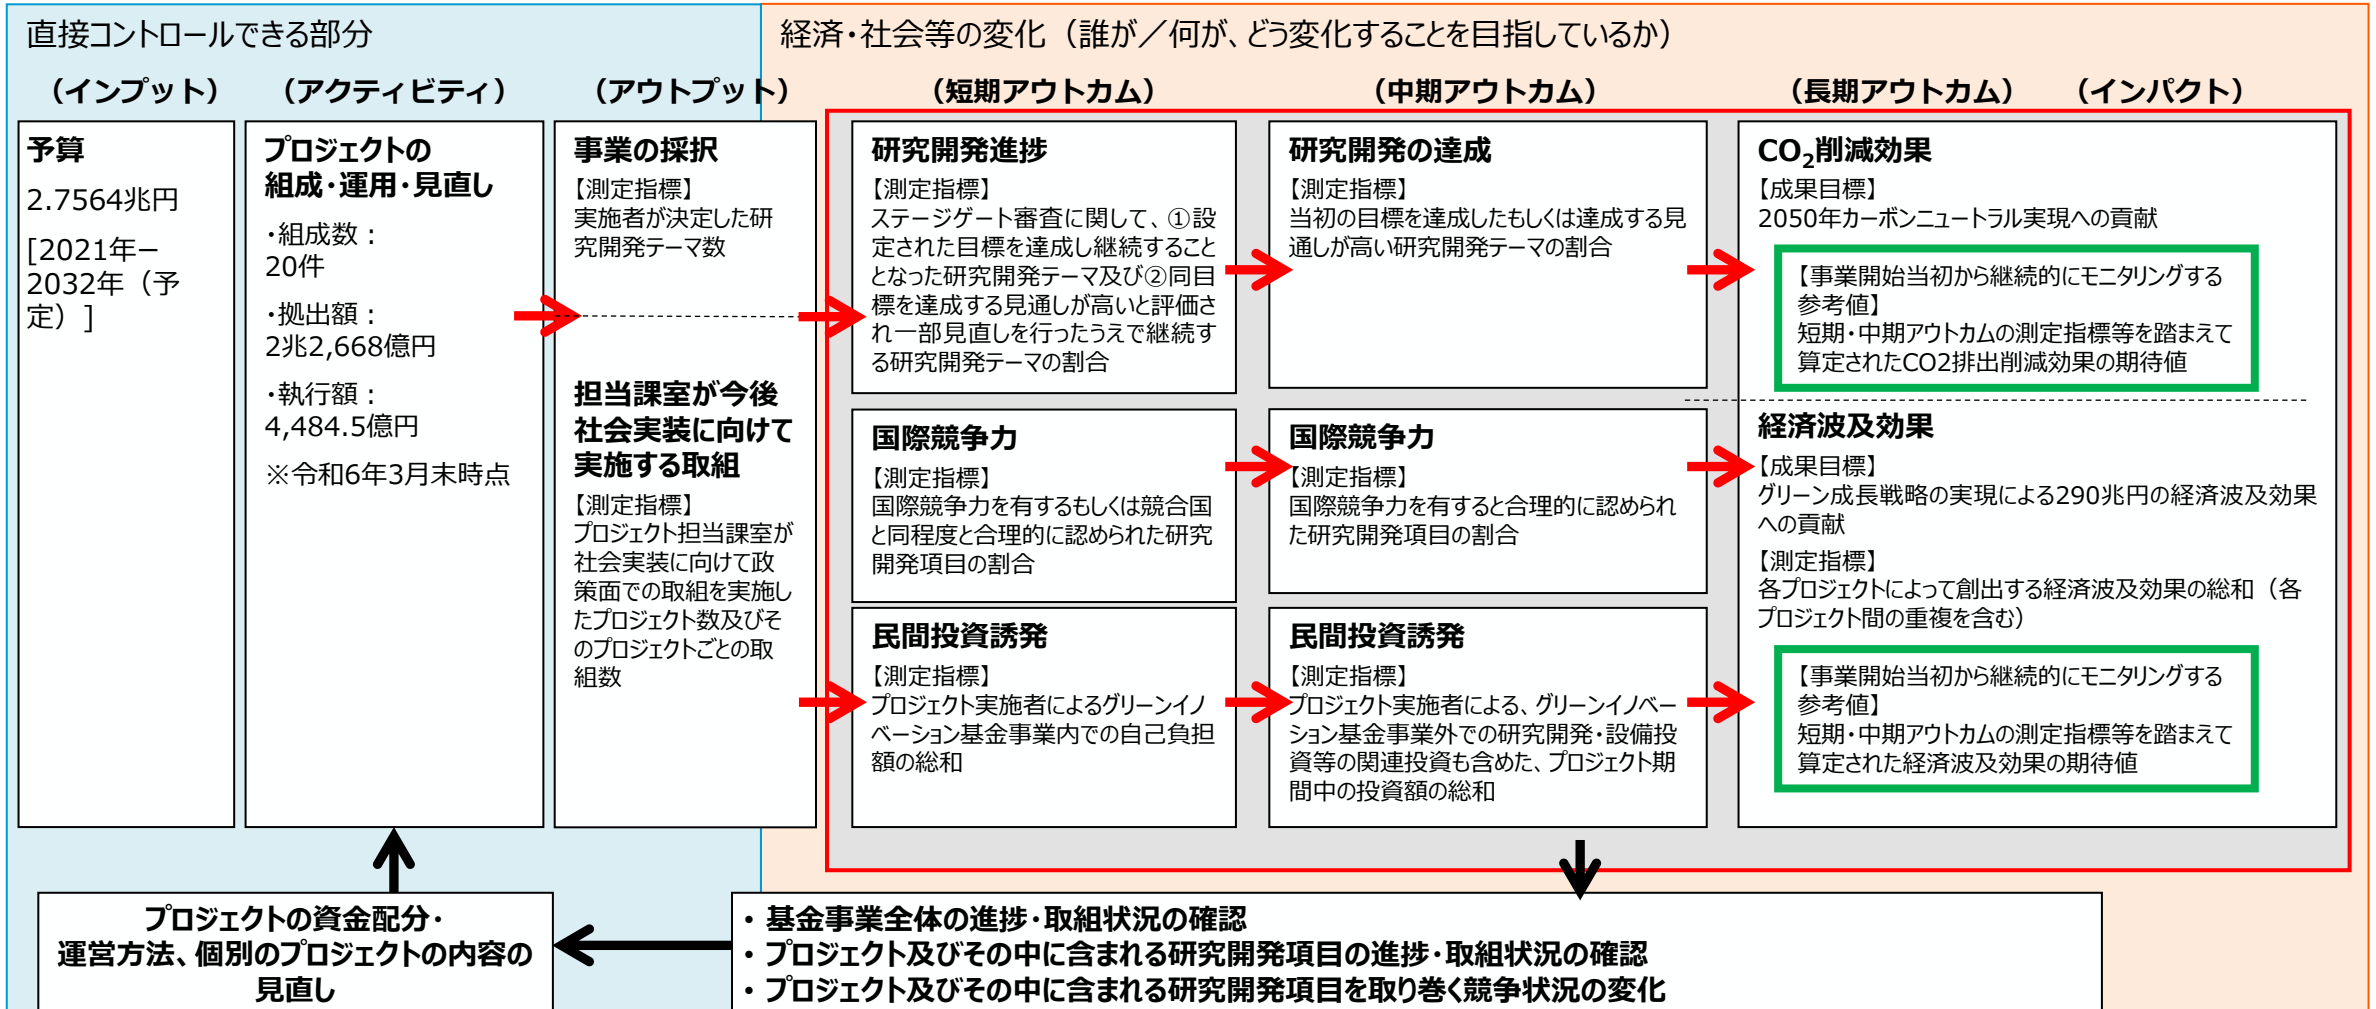 直接コントロールできる部分
経済・社会等の変化（誰が／何が、どう変化することを目指しているか）
（インプット）
（アクティビティ）
（アウトプット）
（短期アウトカム）
（中期アウトカム）
（長期アウトカム）
（インパクト）
予算
2.7564兆円
[2021年−
2032年（予
定）]
プロジェクトの
組成・運用・見直し
・組成数：
20件
・拠出額：
2兆2,668億円
・執行額：
4,484.5億円
※令和6年3月末時点
事業の採択
【測定指標】
実施者が決定した研
究開発テーマ数
担当課室が今後
社会実装に向けて
実施する取組
【測定指標】
プロジェクト担当課室が
社会実装に向けて政
策面での取組を実施し
たプロジェクト数及びそ
のプロジェクトごとの取
組数
研究開発進捗
【測定指標】
ステージゲート審査に関して、①設
定された目標を達成し継続すること
となった研究開発テーマ及び②同目
標を達成する見通しが高いと評価さ
れ一部見直しを行ったうえで継続す
る研究開発テーマの割合
国際競争力
【測定指標】
国際競争力を有するもしくは競合国
と同程度と合理的に認められた研究
開発項目の割合
民間投資誘発
【測定指標】
プロジェクト実施者によるグリーンイノ
ベーション基金事業内での自己負担
額の総和
研究開発の達成
【測定指標】
当初の目標を達成したもしくは達成する見
通しが高い研究開発テーマの割合
国際競争力
【測定指標】
国際競争力を有すると合理的に認められ
た研究開発項目の割合
民間投資誘発
【測定指標】
プロジェクト実施者による、グリーンイノベー
ション基金事業外での研究開発・設備投
資等の関連投資も含めた、プロジェクト期
間中の投資額の総和
CO2削減効果
【成果目標】
2050年カーボンニュートラル実現への貢献
【事業開始当初から継続的にモニタリングする
参考値】
短期・中期アウトカムの測定指標等を踏まえて
算定されたCO2排出削減効果の期待値
経済波及効果
【成果目標】
グリーン成長戦略の実現による290兆円の経済波及効果
への貢献
【測定指標】
各プロジェクトによって創出する経済波及効果の総和（各
プロジェクト間の重複を含む）
【事業開始当初から継続的にモニタリングする
参考値】
短期・中期アウトカムの測定指標等を踏まえて
算定された経済波及効果の期待値
プロジェクトの資金配分・
運営方法、個別のプロジェクトの内容の
見直し
・基金事業全体の進捗・取組状況の確認
・プロジェクト及びその中に含まれる研究開発項目の進捗・取組状況の確認
・プロジェクト及びその中に含まれる研究開発項目を取り巻く競争状況の変化